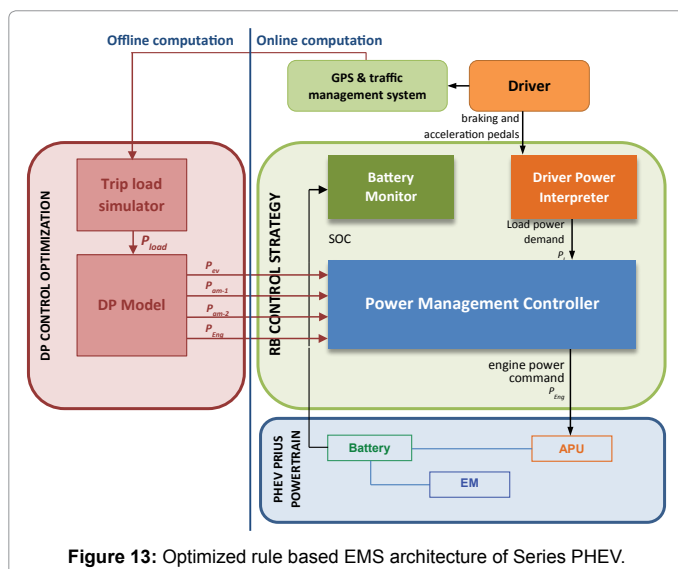 Offline computation
Online computation
GPS & traffic
management system
Driver
braking and
acceleration pedals
DP CONTROL OPTIMIZATION
Trip load
simulator
P_load
DP Model
P_ev
P_am-1
P_am-2
P_Eng
RB CONTROL STRATEGY
Battery
Monitor
Driver Power
Interpreter
SOC
Load power
demand
Power Management Controller
engine power
command
P_Eng
PHEV PRIUS
POWERTRAIN
Battery
APU
EM
Figure 13: Optimized rule based EMS architecture of Series PHEV.